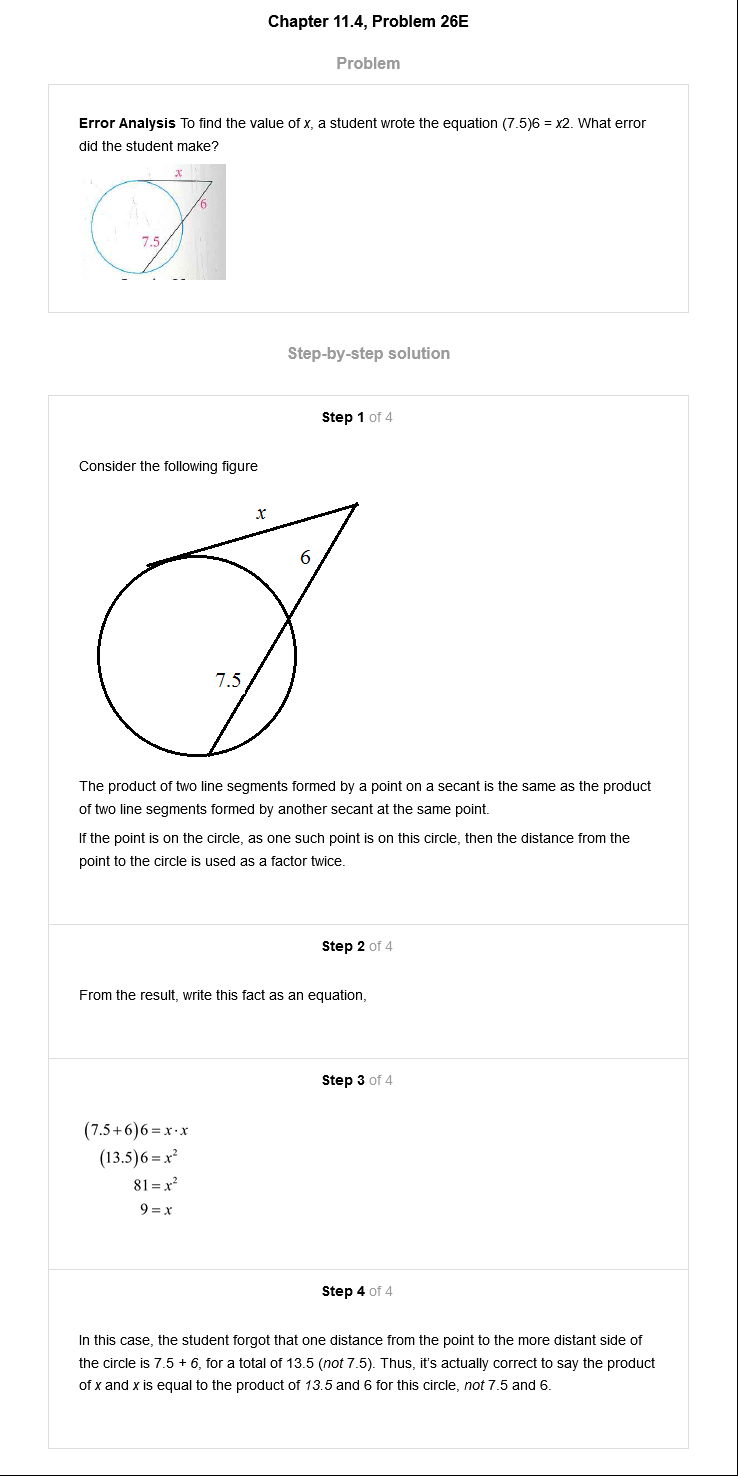 Chapter 11.4, Problem 26E
Problem
Error Analysis To find the value of x, a student wrote the equation (7.5)6 = x2. What error
did the student make?
x
6
7.5
Step-by-step solution
Step 1 of 4
Consider the following figure
x
6
7.5
The product of two line segments formed by a point on a secant is the same as the product
of two line segments formed by another secant at the same point.
If the point is on the circle, as one such point is on this circle, then the distance from the
point to the circle is used as a factor twice.
Step 2 of 4
From the result, write this fact as an equation,
Step 3 of 4
(7.5+6)6=x·x
(13.5)6=x²
81=x²
9=x
Step 4 of 4
In this case, the student forgot that one distance from the point to the more distant side of
the circle is 7.5 + 6, for a total of 13.5 (not 7.5). Thus, it's actually correct to say the product
of x and x is equal to the product of 13.5 and 6 for this circle, not 7.5 and 6.